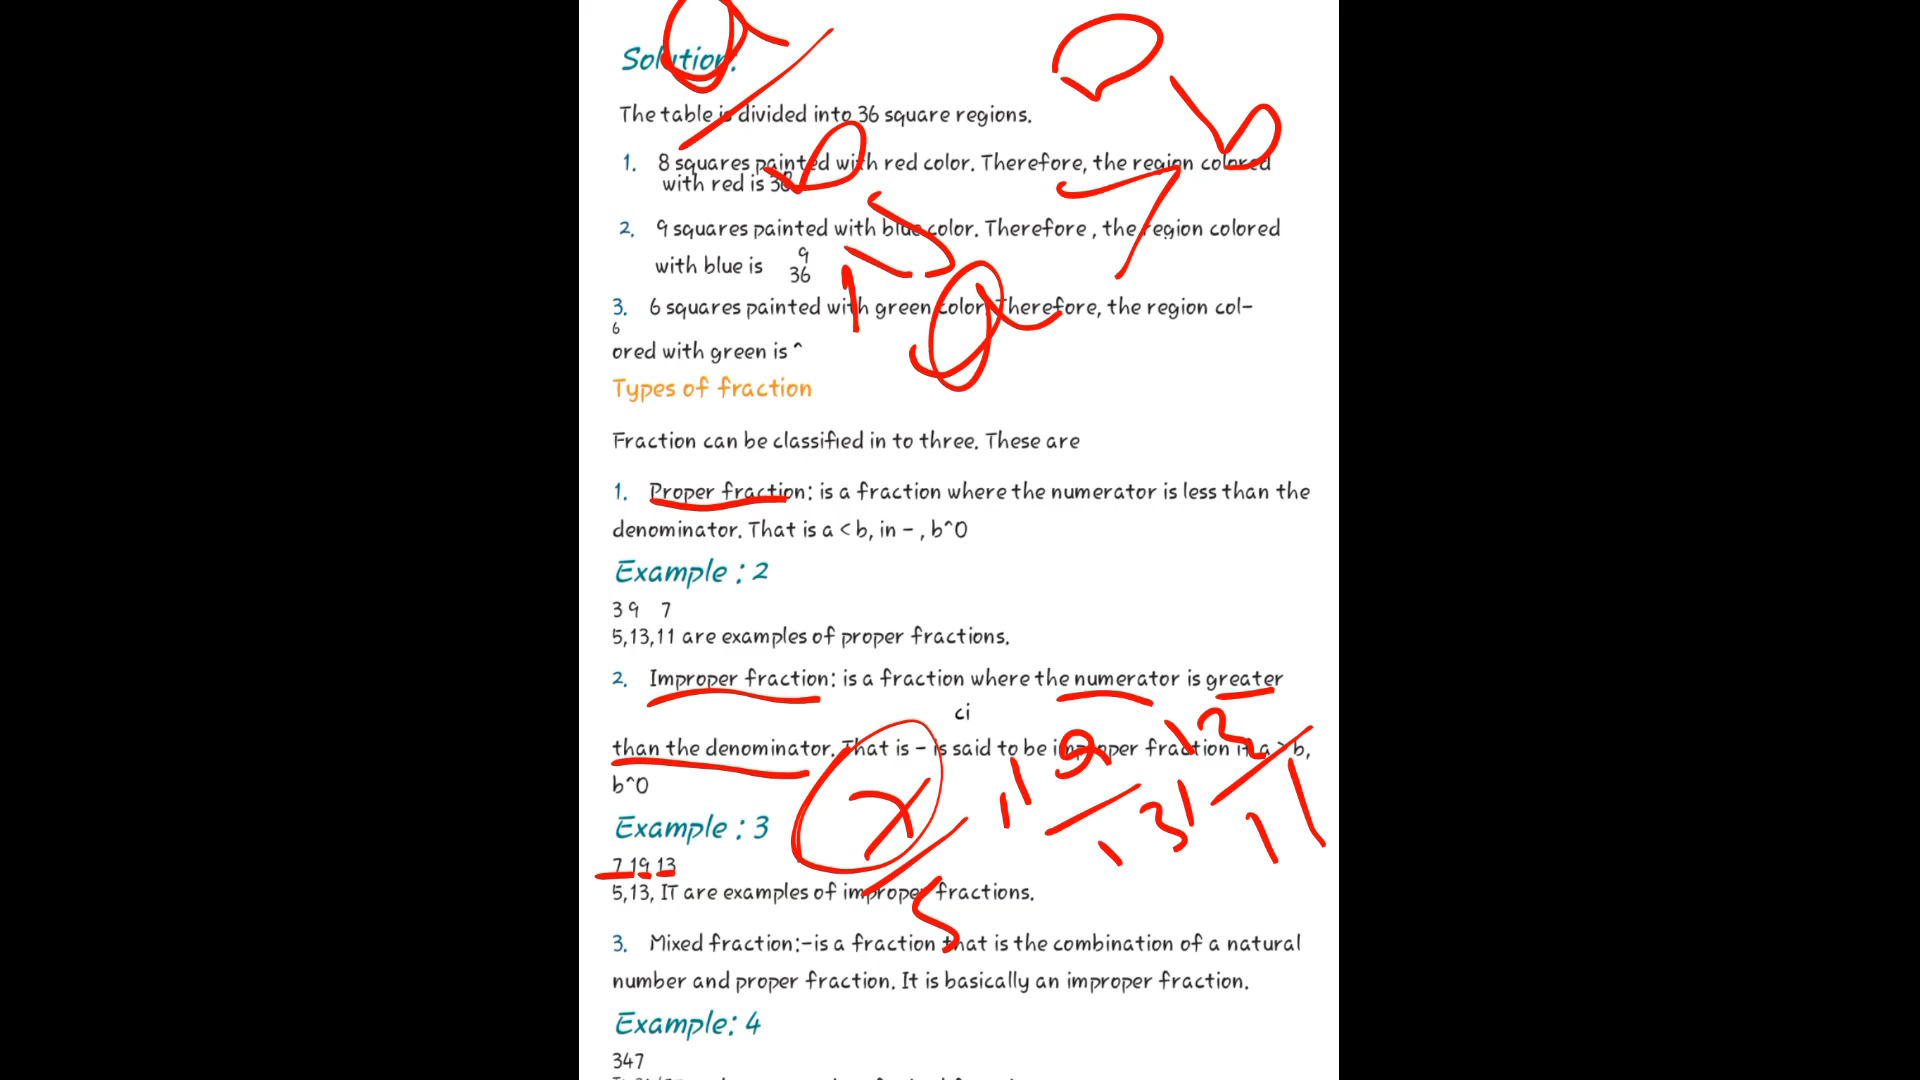 Solution.
The table is divided into 36 square regions.
1. 8 squares painted with red color. Therefore, the region colored
with red is 36
2. 9 squares painted with blue color. Therefore , the region colored
9
with blue is 36
3. 6 squares painted with green color. Therefore, the region col-
6
ored with green is ^
Types of fraction
Fraction can be classified in to three. These are
1. Proper fraction: is a fraction where the numerator is less than the
denominator. That is a < b, in - , b^0
Example : 2
3 9 7
5,13,11 are examples of proper fractions.
2. Improper fraction: is a fraction where the numerator is greater
ci
than the denominator. That is - is said to be improper fraction if a > b,
b^0
Example : 3
7 19 13
5,13, IT are examples of improper fractions.
3. Mixed fraction:-is a fraction that is the combination of a natural
number and proper fraction. It is basically an improper fraction.
Example: 4
347